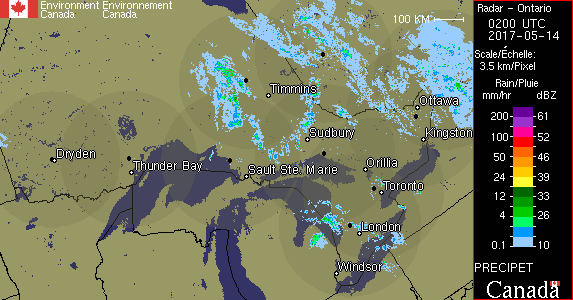 Environment Environnement
Canada Canada
100 KM
Timmins
Ottawa
Sudbury
Kingston
Dryden
Thunder Bay
Sault Ste. Marie
Orillia
Toronto
London
Windsor
Radar - Ontario
0200 UTC
2017-05-14
Scale/Échelle:
3.5 km/Pixel
Rain/Pluie
mm/hr dBZ
200 61
100 52
50 46
24 39
12 33
4 26
0.1 10
PRECIPET
Canada